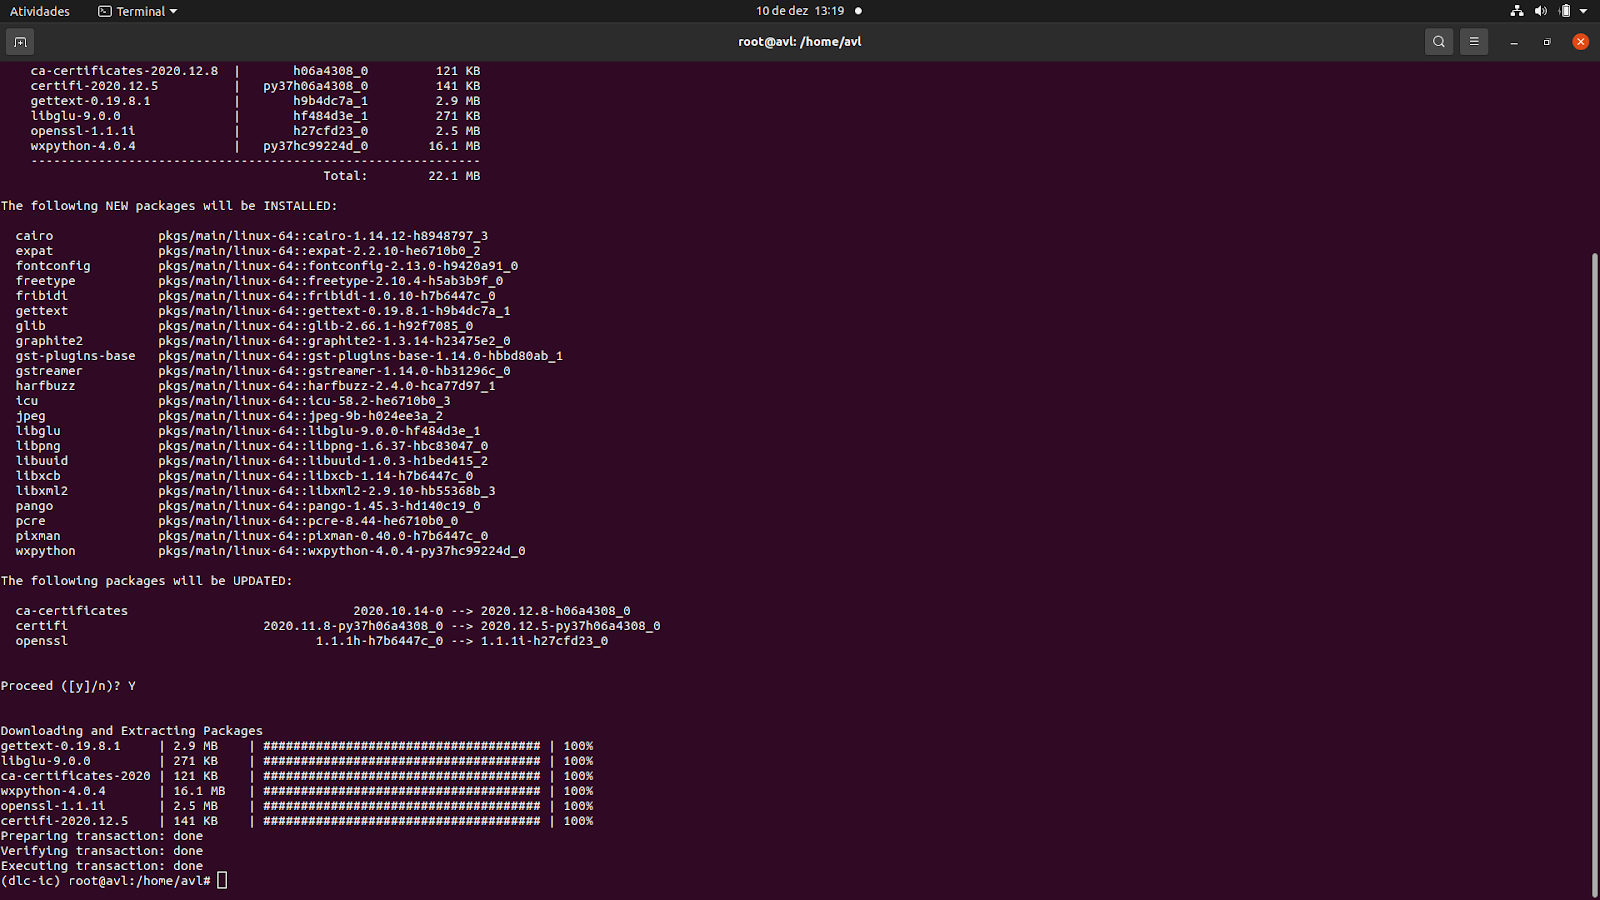 Atividades Terminal 10 de dez 13:19
root@avl: /home/avl
ca-certificates-2020.12.8 | h06a4308_0 121 KB
certifi-2020.12.5 | py37h06a4308_0 141 KB
gettext-0.19.8.1 | h9b4dc7a_1 2.9 MB
libglu-9.0.0 | hf484d3e_1 271 KB
openssl-1.1.1i | h27cfd23_0 2.5 MB
wxpython-4.0.4 | py37hc99224d_0 16.1 MB
------------------------------------------------------------
Total: 22.1 MB
The following NEW packages will be INSTALLED:
cairo pkgs/main/linux-64::cairo-1.14.12-h8948797_3
expat pkgs/main/linux-64::expat-2.2.10-he6710b0_2
fontconfig pkgs/main/linux-64::fontconfig-2.13.0-h9420a91_0
freetype pkgs/main/linux-64::freetype-2.10.4-h5ab3b9f_0
fribidi pkgs/main/linux-64::fribidi-1.0.10-h7b6447c_0
gettext pkgs/main/linux-64::gettext-0.19.8.1-h9b4dc7a_1
glib pkgs/main/linux-64::glib-2.66.1-h92f7085_0
graphite2 pkgs/main/linux-64::graphite2-1.3.14-h23475e2_0
gst-plugins-base pkgs/main/linux-64::gst-plugins-base-1.14.0-hbbd80ab_1
gstreamer pkgs/main/linux-64::gstreamer-1.14.0-hb31296c_0
harfbuzz pkgs/main/linux-64::harfbuzz-2.4.0-hca77d97_1
icu pkgs/main/linux-64::icu-58.2-he6710b0_3
jpeg pkgs/main/linux-64::jpeg-9b-h024ee3a_2
libglu pkgs/main/linux-64::libglu-9.0.0-hf484d3e_1
libpng pkgs/main/linux-64::libpng-1.6.37-hbc83047_0
libuuid pkgs/main/linux-64::libuuid-1.0.3-h1bed415_2
libxcb pkgs/main/linux-64::libxcb-1.14-h7b6447c_0
libxml2 pkgs/main/linux-64::libxml2-2.9.10-hb55368b_3
pango pkgs/main/linux-64::pango-1.45.3-hd140c19_0
pcre pkgs/main/linux-64::pcre-8.44-he6710b0_0
pixman pkgs/main/linux-64::pixman-0.40.0-h7b6447c_0
wxpython pkgs/main/linux-64::wxpython-4.0.4-py37hc99224d_0
The following packages will be UPDATED:
ca-certificates 2020.10.14-0 --> 2020.12.8-h06a4308_0
certifi 2020.11.8-py37h06a4308_0 --> 2020.12.5-py37h06a4308_0
openssl 1.1.1h-h7b6447c_0 --> 1.1.1i-h27cfd23_0
Proceed ([y]/n)? Y
Downloading and Extracting Packages
gettext-0.19.8.1 | 2.9 MB | ##################################### | 100%
libglu-9.0.0 | 271 KB | ##################################### | 100%
ca-certificates-2020 | 121 KB | ##################################### | 100%
wxpython-4.0.4 | 16.1 MB | ##################################### | 100%
openssl-1.1.1i | 2.5 MB | ##################################### | 100%
certifi-2020.12.5 | 141 KB | ##################################### | 100%
Preparing transaction: done
Verifying transaction: done
Executing transaction: done
(dlc-ic) root@avl:/home/avl#